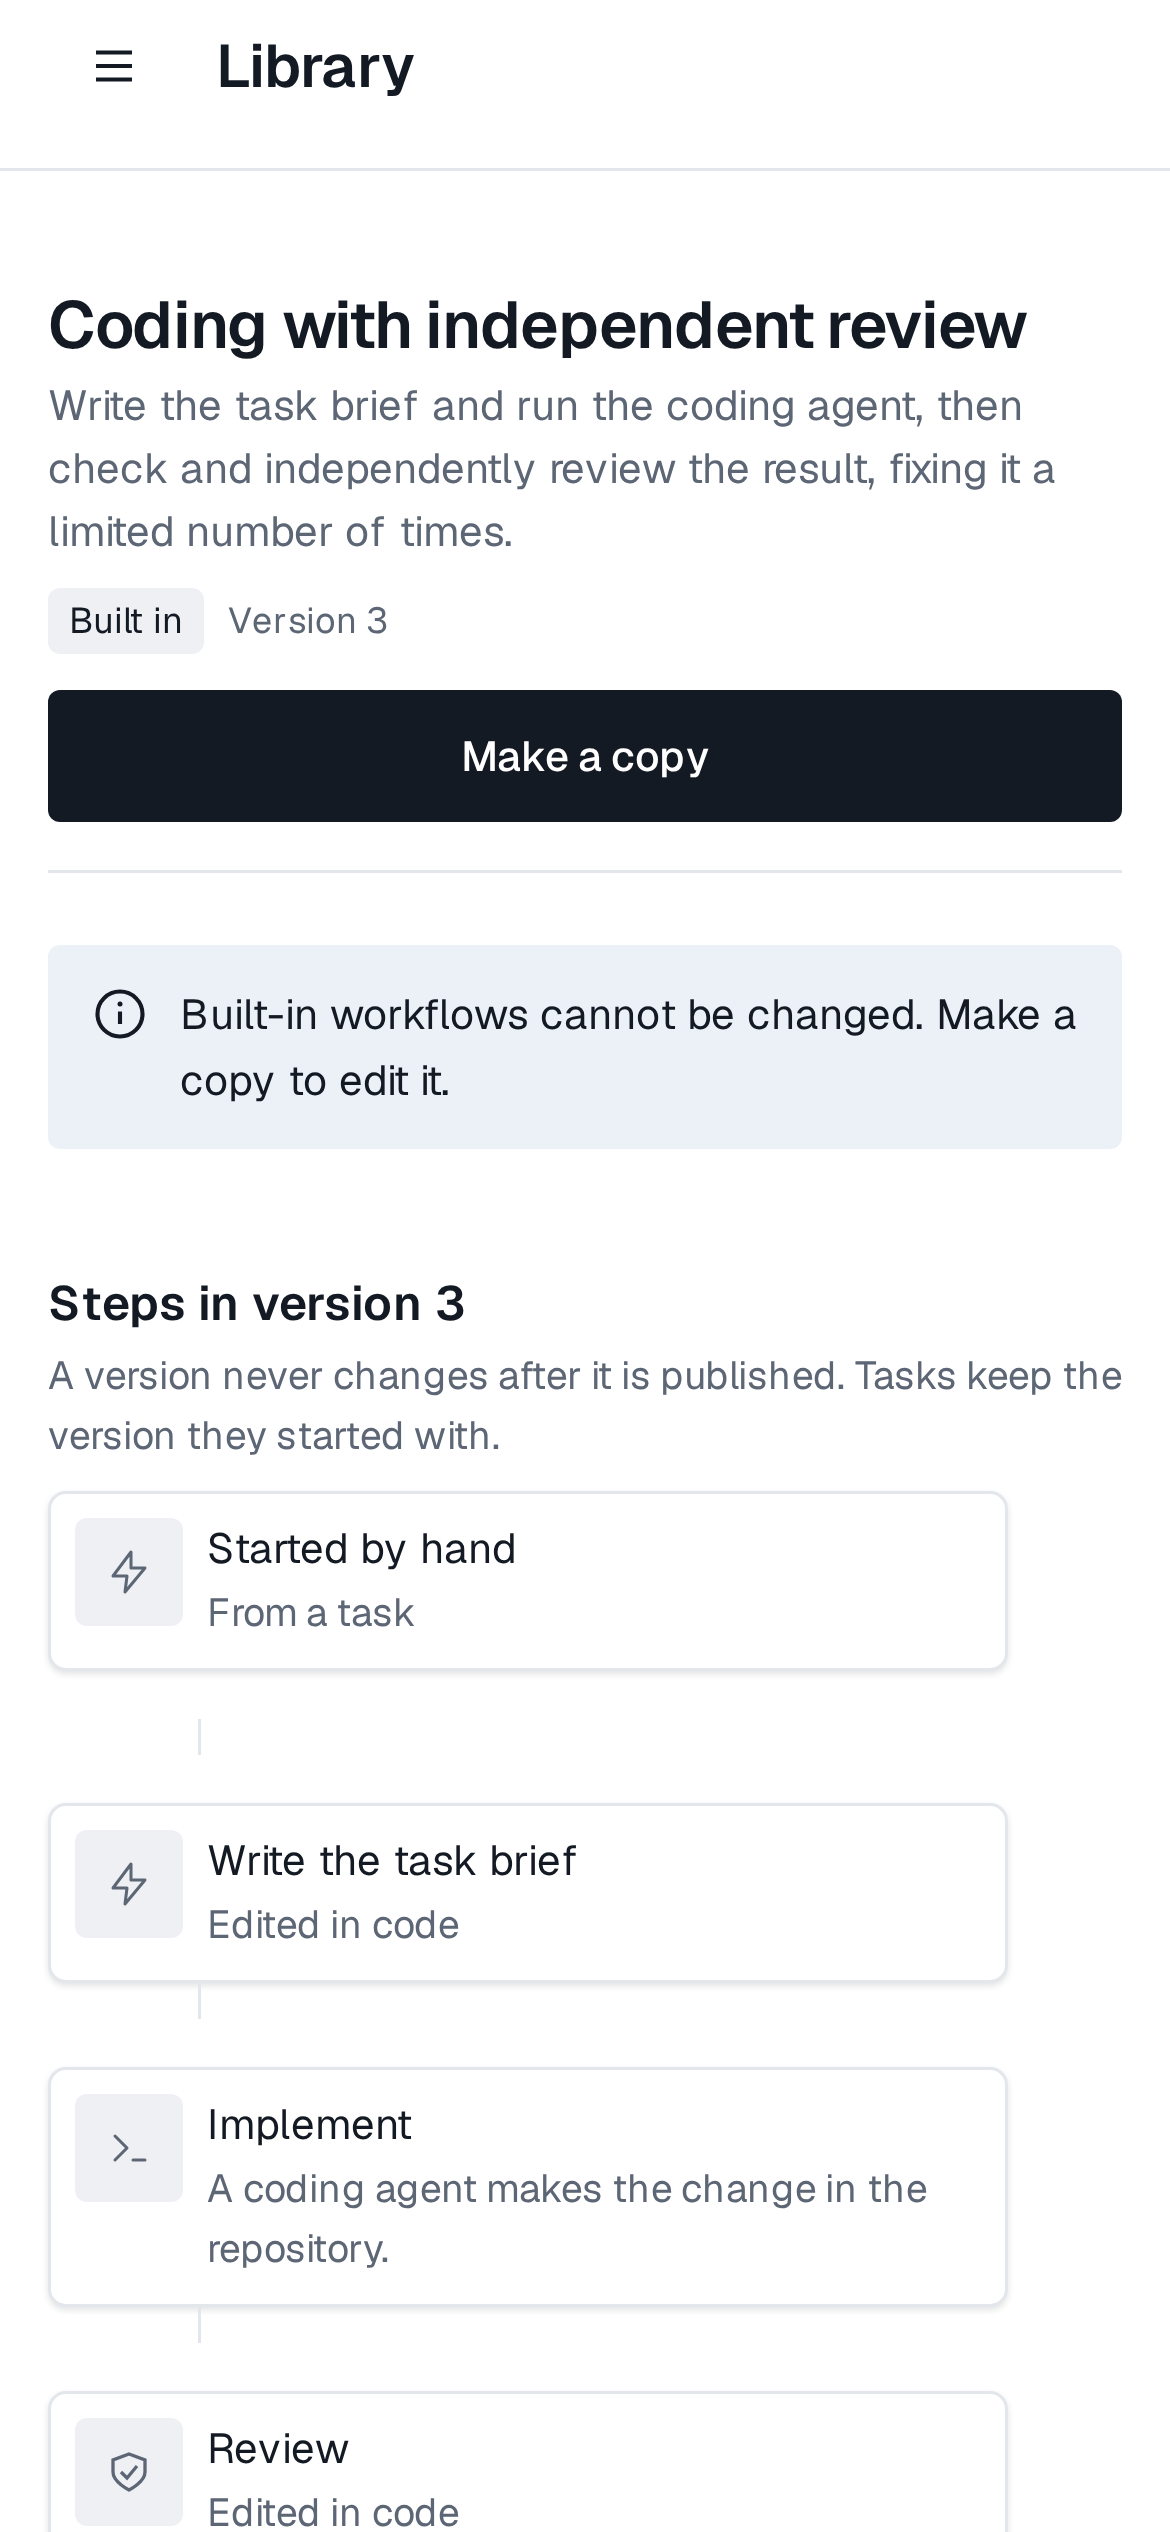 Library
Coding with independent review
Write the task brief and run the coding agent, then
check and independently review the result, fixing it a
limited number of times.
Built in Version 3
Make a copy
Built-in workflows cannot be changed. Make a
copy to edit it.
Steps in version 3
A version never changes after it is published. Tasks keep the
version they started with.
Started by hand
From a task
Write the task brief
Edited in code
Implement
A coding agent makes the change in the
repository.
Review
Edited in code